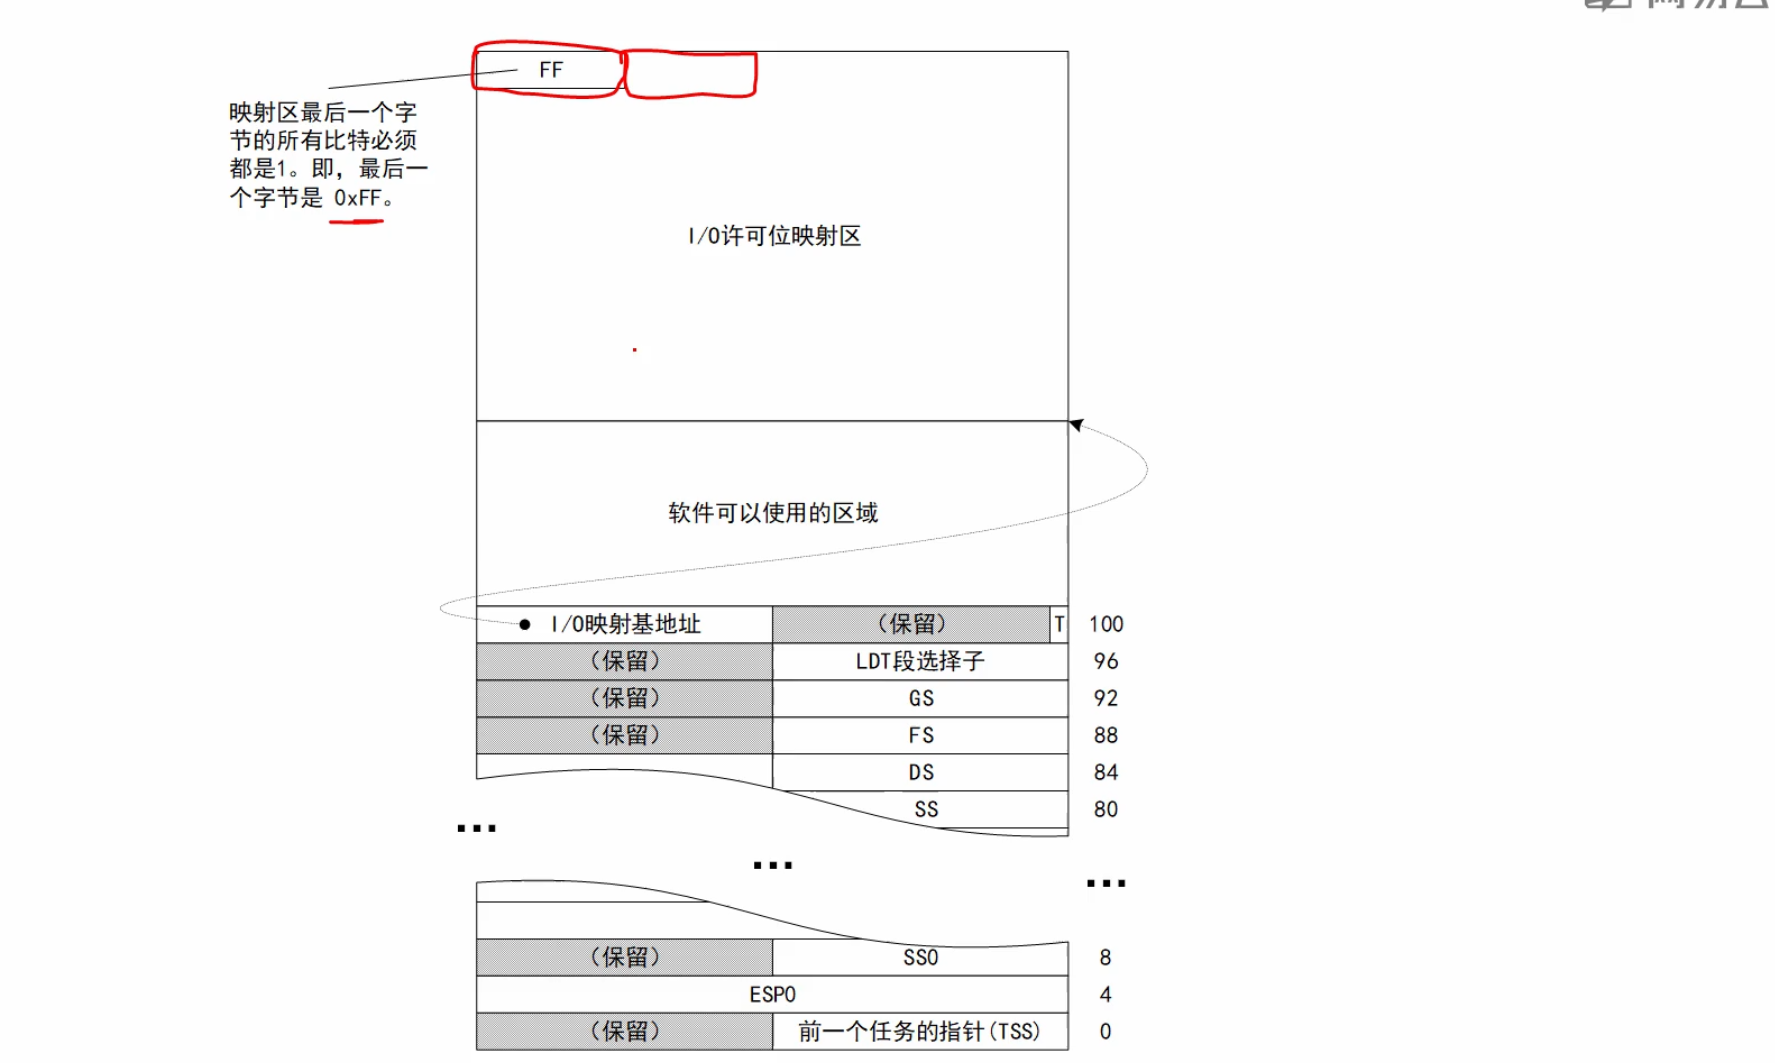 FF
映射区最后一个字
节的所有比特必须
都是1。即，最后一
个字节是 0xFF。
I/O许可位映射区
软件可以使用的区域
I/O映射基地址 （保留） T 100
（保留） LDT段选择子 96
（保留） GS 92
（保留） FS 88
DS 84
SS 80
...
...
...
（保留） SS0 8
ESP0 4
（保留） 前一个任务的指针(TSS) 0